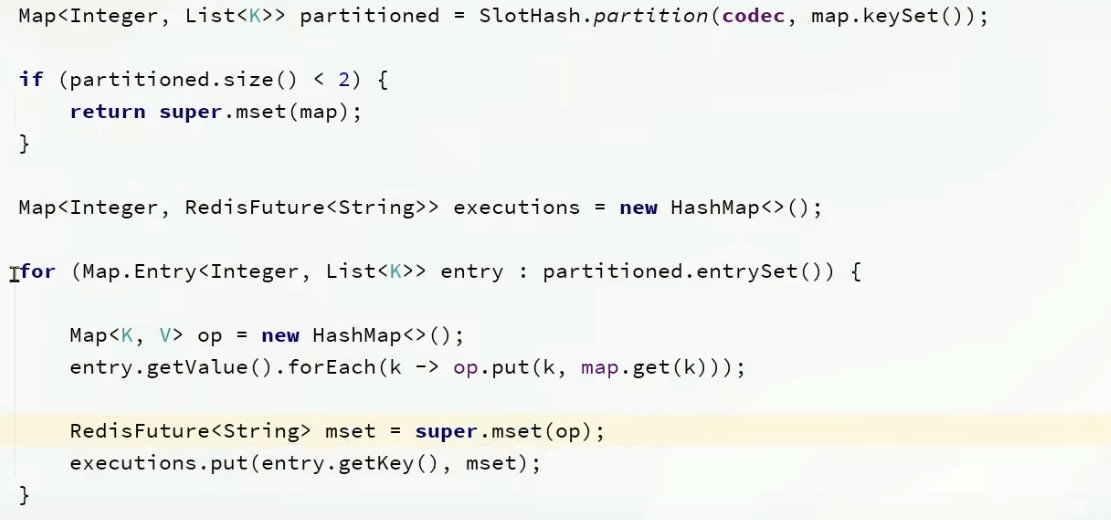 Map<Integer, List<K>> partitioned = SlotHash.partition(codec, map.keySet());
if (partitioned.size() < 2) {
return super.mset(map);
}
Map<Integer, RedisFuture<String>> executions = new HashMap<>();
for (Map.Entry<Integer, List<K>> entry : partitioned.entrySet()) {
Map<K, V> op = new HashMap<>();
entry.getValue().forEach(k -> op.put(k, map.get(k)));
RedisFuture<String> mset = super.mset(op);
executions.put(entry.getKey(), mset);
}